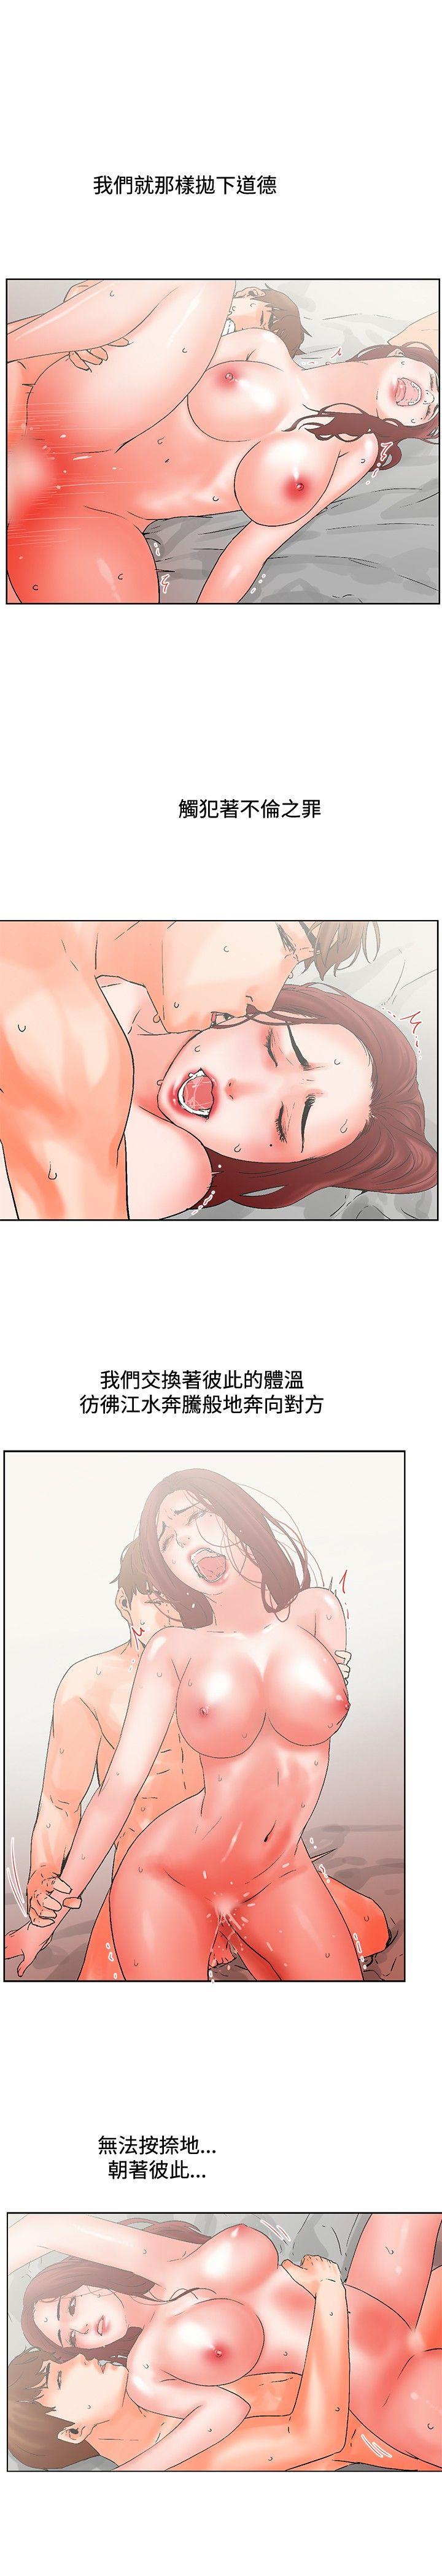 我們就那樣拋下道德
觸犯著不倫之罪
我們交換著彼此的體溫
彷彿江水奔騰般地奔向對方
無法按捺地...
朝著彼此...